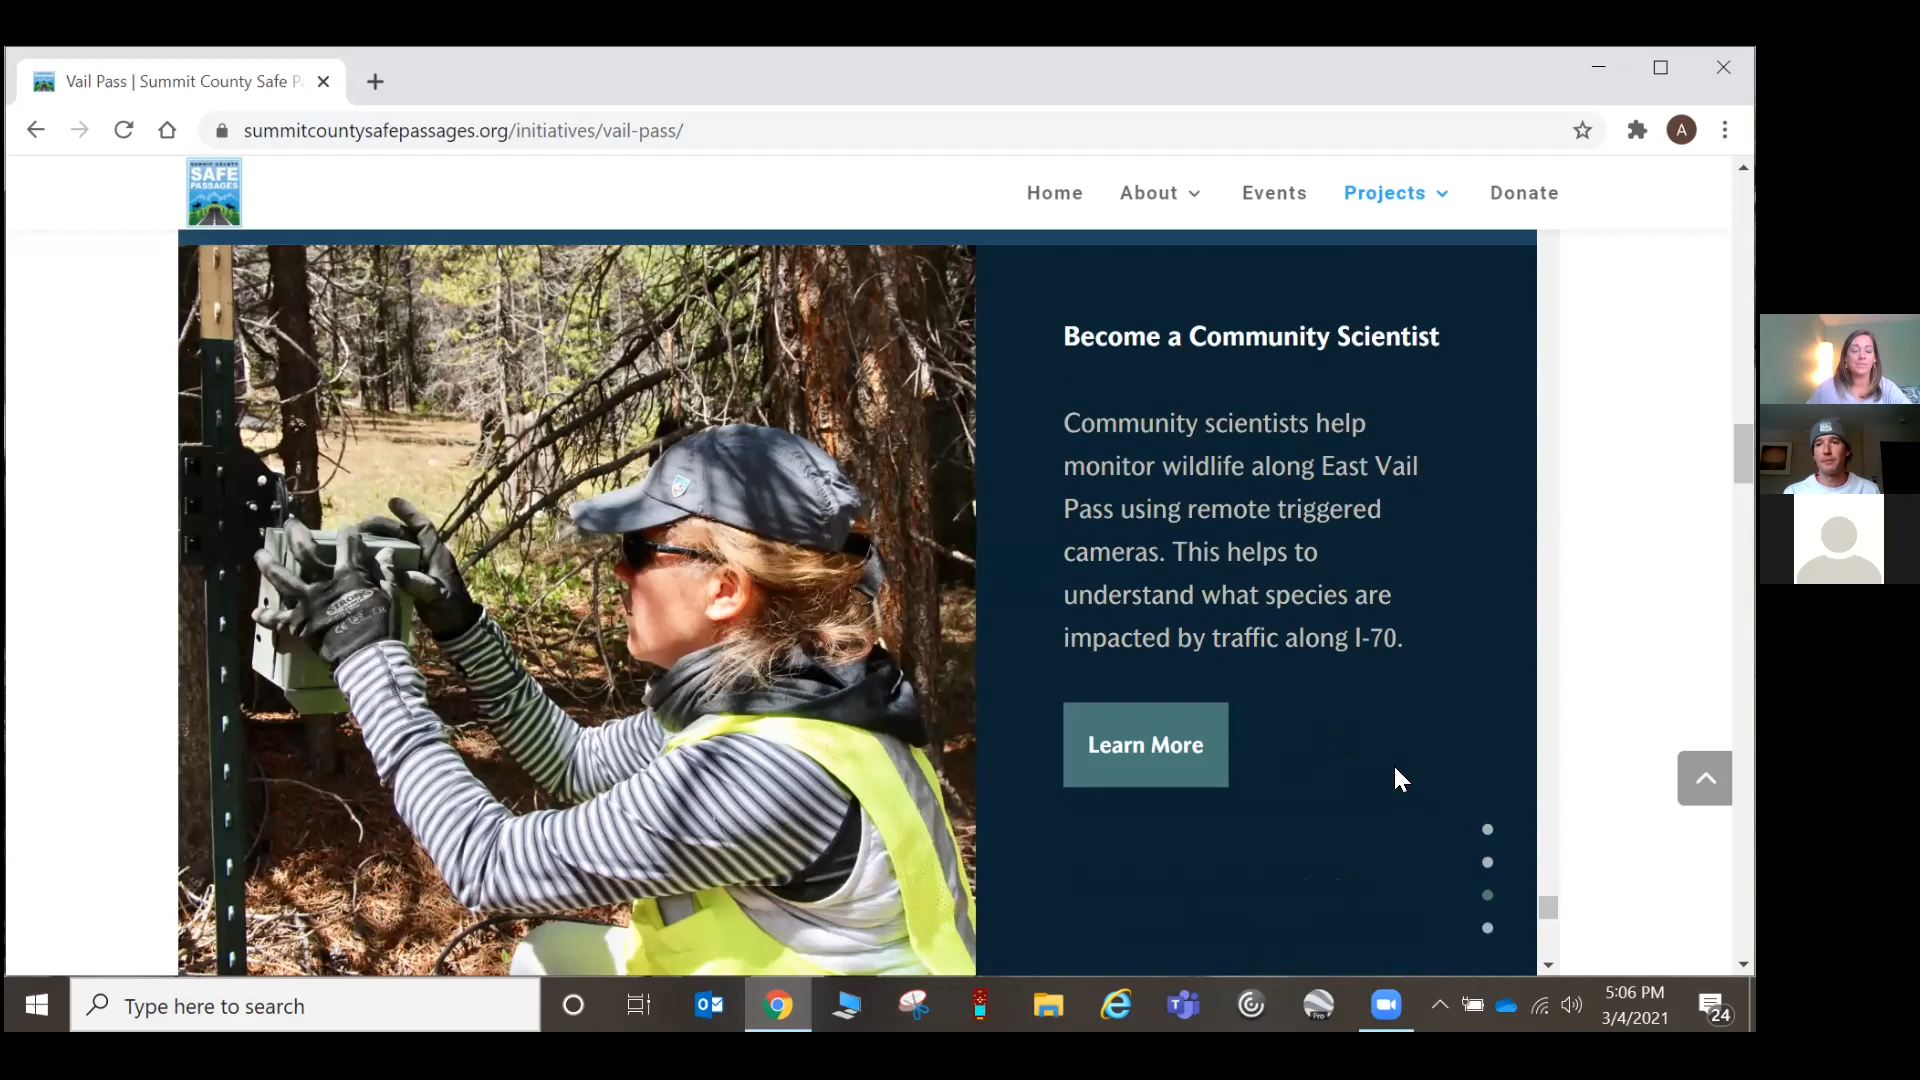 Vail Pass | Summit County Safe P
summitcountysafepassages.org/initiatives/vail-pass/
A
SUMMIT COUNTY
SAFE
PASSAGES
Home
About
Events
Projects
Donate
Become a Community Scientist
Community scientists help
monitor wildlife along East Vail
Pass using remote triggered
cameras. This helps to
understand what species are
impacted by traffic along I-70.
Learn More
Type here to search
Pro
5:06 PM
3/4/2021
24